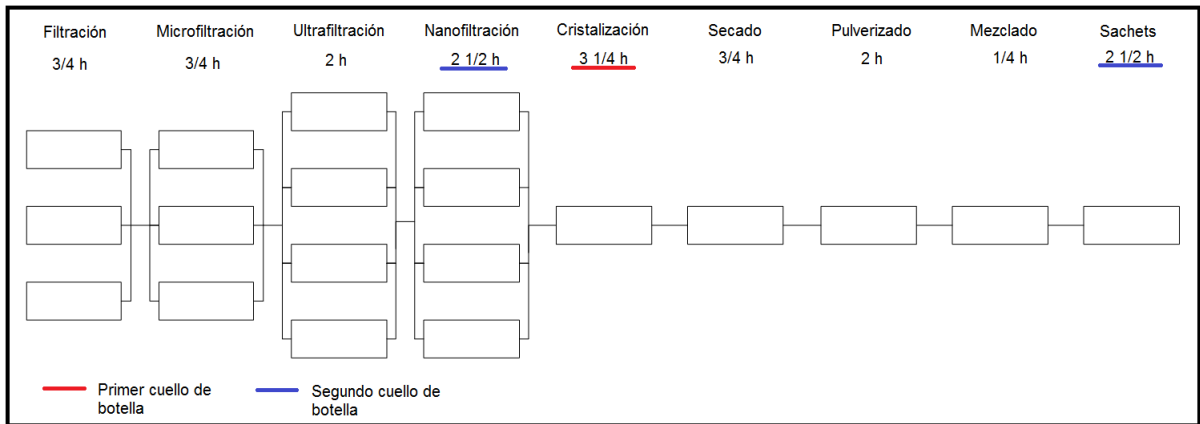 Filtración Microfiltración Ultrafiltración Nanofiltración Cristalización Secado Pulverizado Mezclado Sachets
3/4 h 3/4 h 2 h 2 1/2 h 3 1/4 h 3/4 h 2 h 1/4 h 2 1/2 h
Primer cuello de
botella
Segundo cuello de
botella